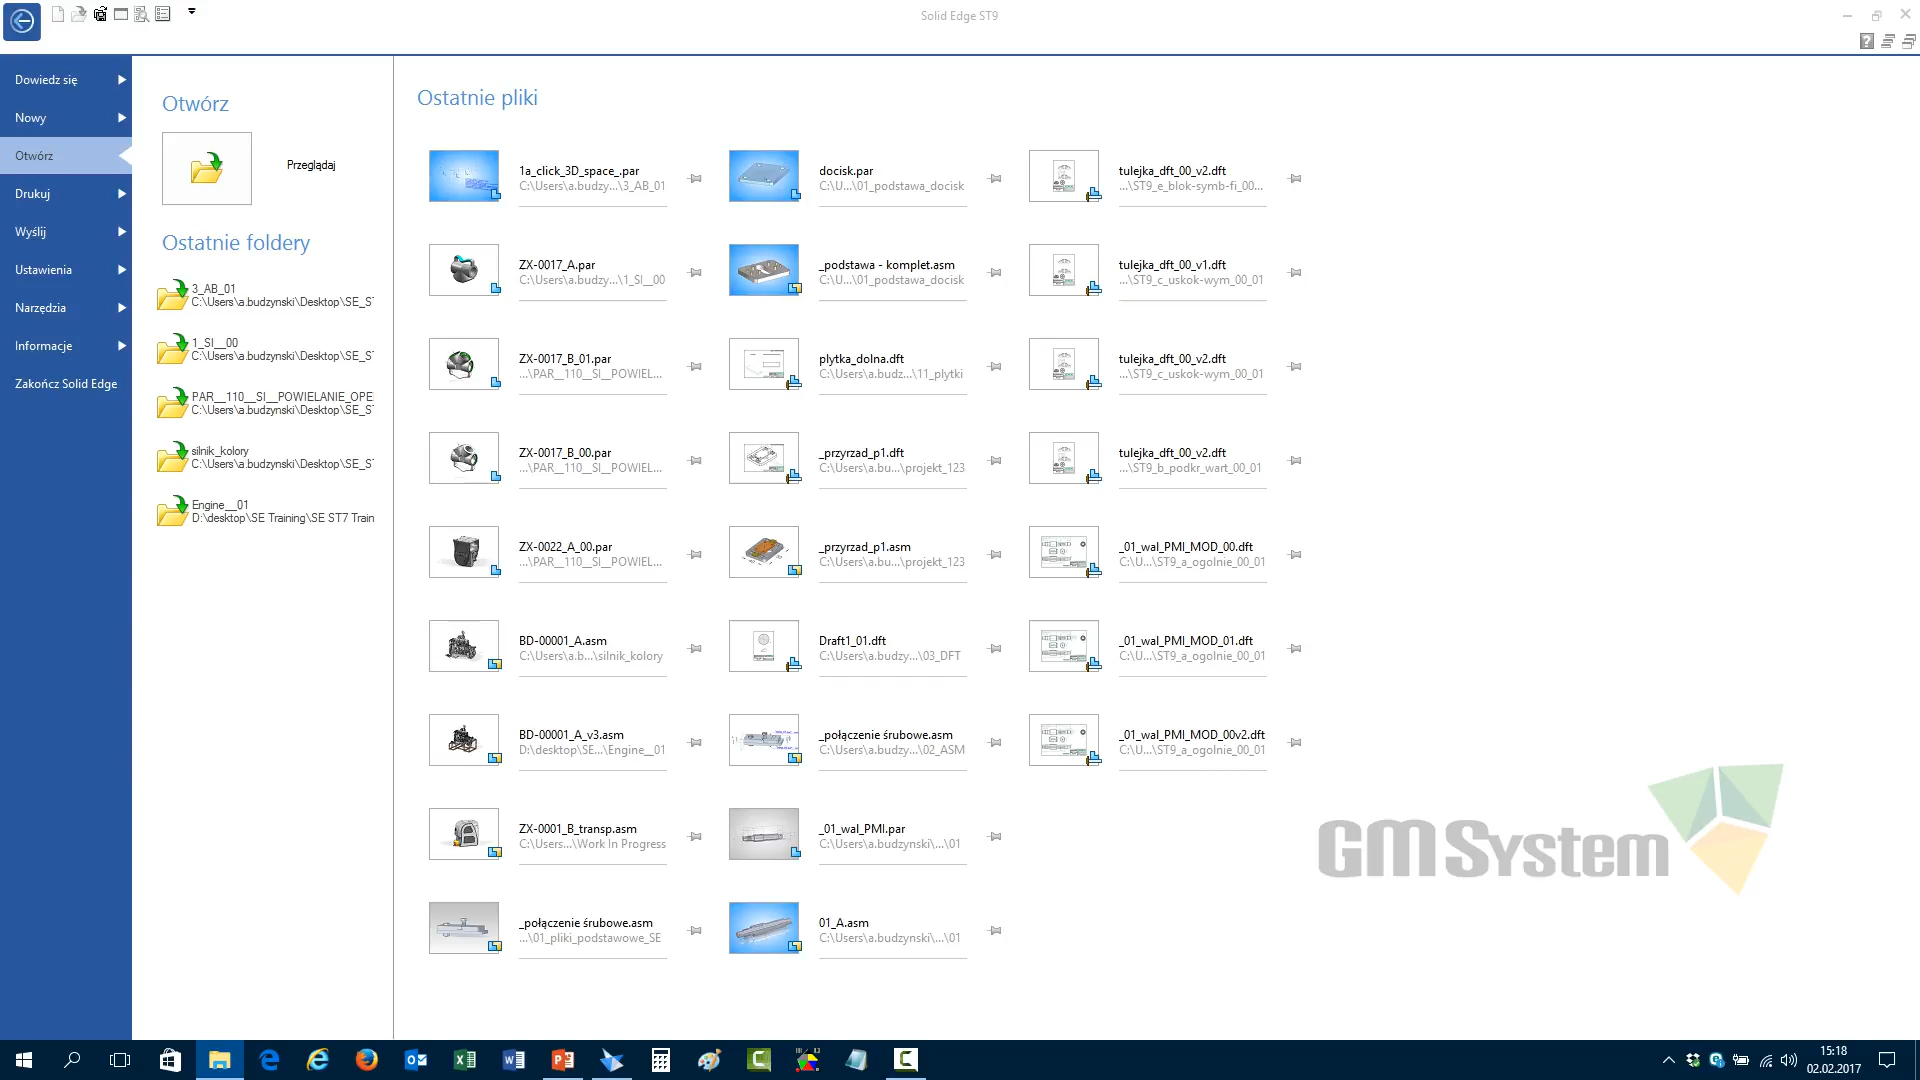 Solid Edge ST9
Dowiedz się
Nowy
Otwórz
Drukuj
Wyślij
Ustawienia
Narzędzia
Informacje
Zakończ Solid Edge
Otwórz
Przeglądaj
Ostatnie foldery
3_AB_01
C:\Users\a.budzynski\Desktop\SE_ST
1_SI__00
C:\Users\a.budzynski\Desktop\SE_ST
PAR__110__SI__POWIELANIE_OPE
C:\Users\a.budzynski\Desktop\SE_ST
silnik_kolory
C:\Users\a.budzynski\Desktop\SE_ST
Engine__01
D:\desktop\SE Training\SE ST7 Train
Ostatnie pliki
1a_click_3D_space_.par
C:\Users\a.budzy...\3_AB_01
ZX-0017_A.par
C:\Users\a.budzy...\1_SI__00
ZX-0017_B_01.par
...\PAR__110__SI__POWIEL...
ZX-0017_B_00.par
...\PAR__110__SI__POWIEL...
ZX-0022_A_00.par
...\PAR__110__SI__POWIEL...
BD-00001_A.asm
C:\Users\a.b...\silnik_kolory
BD-00001_A_v3.asm
D:\desktop\SE...\Engine__01
ZX-0001_B_transp.asm
C:\Users...\Work In Progress
_połączenie śrubowe.asm
...\01_pliki_podstawowe_SE
docisk.par
C:\U...\01_podstawa_docisk
_podstawa - komplet.asm
C:\U...\01_podstawa_docisk
plytka_dolna.dft
C:\Users\a.budz...\11_plytki
_przyrzad_p1.dft
C:\Users\a.bu...\projekt_123
_przyrzad_p1.asm
C:\Users\a.bu...\projekt_123
Draft1_01.dft
C:\Users\a.budzy...\03_DFT
_połączenie śrubowe.asm
C:\Users\a.budzy...\02_ASM
_01_wal_PMI.par
C:\Users\a.budzynski\...\01
01_A.asm
C:\Users\a.budzynski\...\01
tulejka_dft_00_v2.dft
...\ST9_e_blok-symb-fi_00...
tulejka_dft_00_v1.dft
...\ST9_c_uskok-wym_00_01
tulejka_dft_00_v2.dft
...\ST9_c_uskok-wym_00_01
tulejka_dft_00_v2.dft
...\ST9_b_podkr_wart_00_01
_01_wal_PMI_MOD_00.dft
C:\U...\ST9_a_ogolnie_00_01
_01_wal_PMI_MOD_01.dft
C:\U...\ST9_a_ogolnie_00_01
_01_wal_PMI_MOD_00v2.dft
C:\U...\ST9_a_ogolnie_00_01
GM System
15:18
02.02.2017